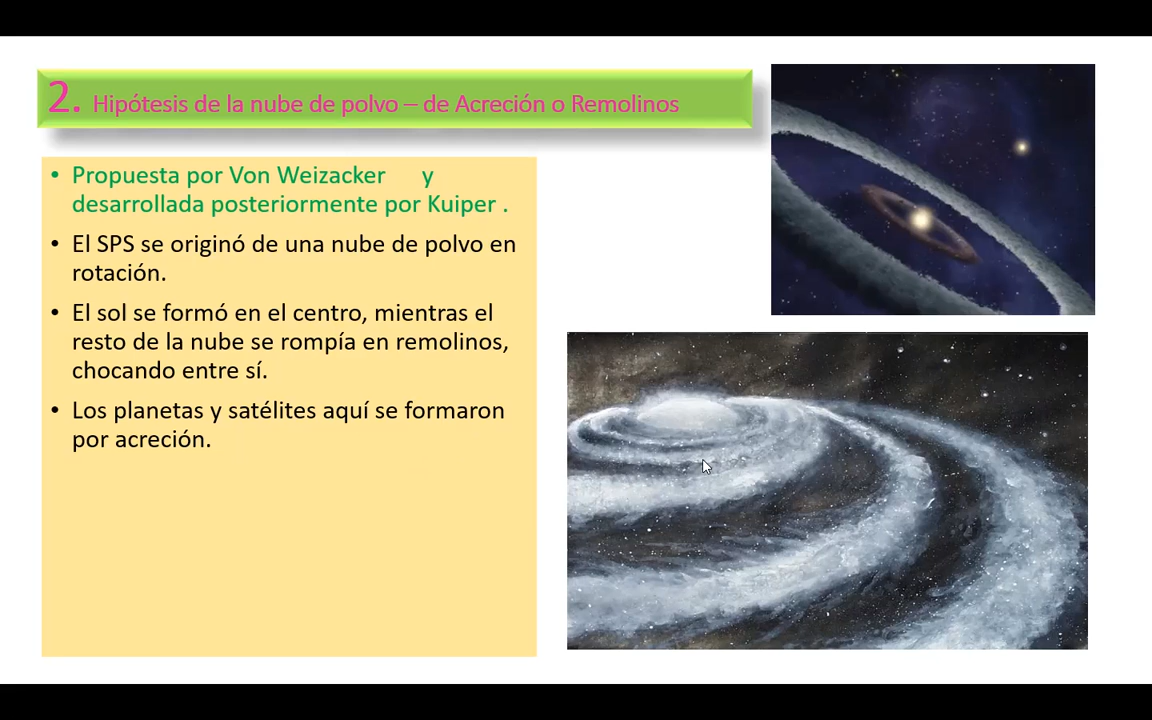 2. Hipótesis de la nube de polvo – de Acreción o Remolinos
• Propuesta por Von Weizacker y
desarrollada posteriormente por Kuiper .
• El SPS se originó de una nube de polvo en
rotación.
• El sol se formó en el centro, mientras el
resto de la nube se rompía en remolinos,
chocando entre sí.
• Los planetas y satélites aquí se formaron
por acreción.